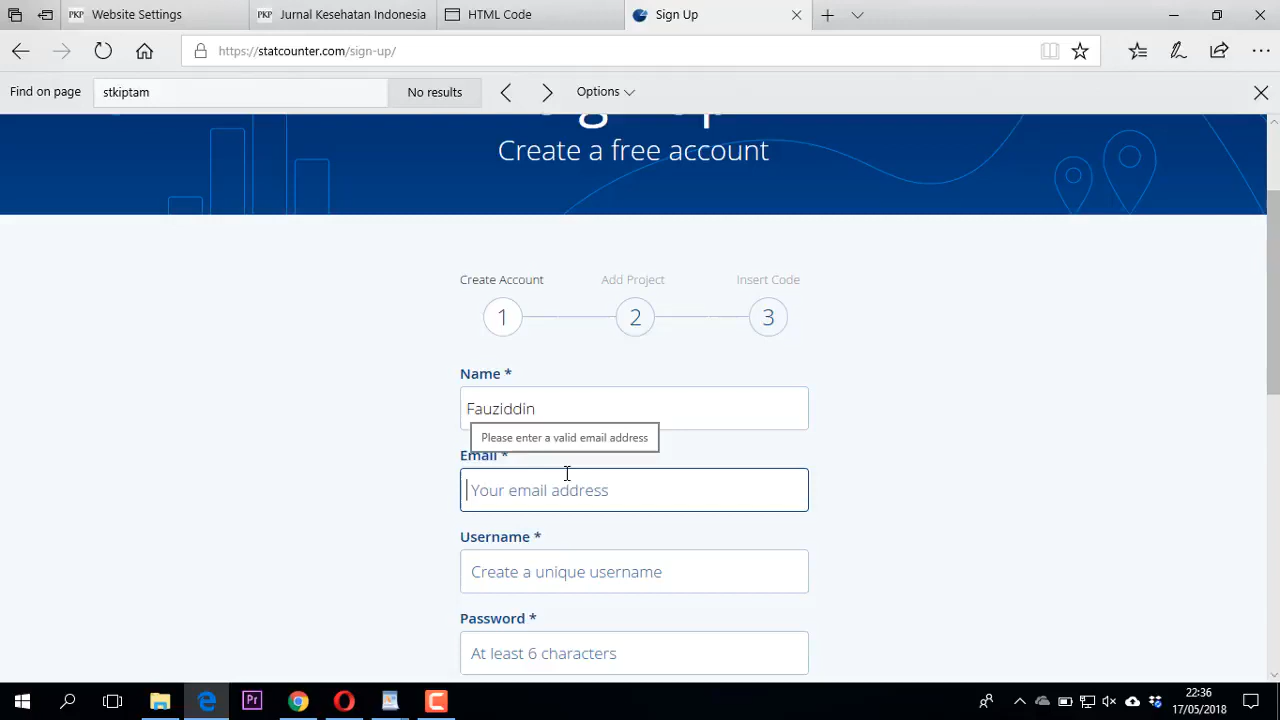 PKP Website Settings
PKP Jurnal Kesehatan Indonesia
HTML Code
Sign Up
https://statcounter.com/sign-up/
Find on page
stkiptam
No results
Options
Create a free account
Create Account
Add Project
Insert Code
1
2
3
Name *
Fauziddin
Please enter a valid email address
Email *
Your email address
Username *
Create a unique username
Password *
At least 6 characters
Pr
22:36
17/05/2018